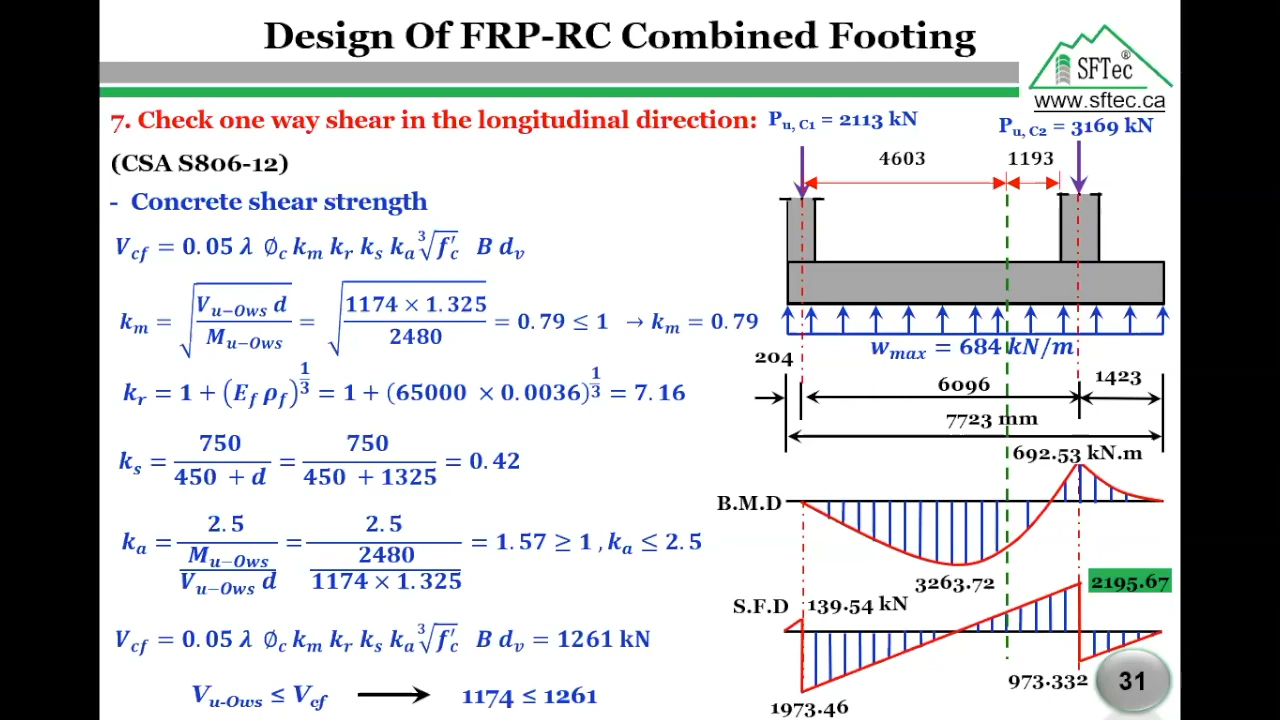 Design Of FRP-RC Combined Footing
SFTec®
www.sftec.ca
7. Check one way shear in the longitudinal direction:
(CSA S806-12)
- Concrete shear strength
V_cf = 0.05 λ ∅_c k_m k_r k_s k_a ∛f′_c B d_v
k_m = √(V_u−Ows d / M_u−Ows) = √(1174 × 1.325 / 2480) = 0.79 ≤ 1 → k_m = 0.79
k_r = 1 + (E_f ρ_f)^(1/3) = 1 + (65000 × 0.0036)^(1/3) = 7.16
k_s = 750 / (450 + d) = 750 / (450 + 1325) = 0.42
k_a = 2.5 / (M_u−Ows / V_u−Ows d) = 2.5 / (2480 / 1174 × 1.325) = 1.57 ≥ 1 , k_a ≤ 2.5
V_cf = 0.05 λ ∅_c k_m k_r k_s k_a ∛f′_c B d_v = 1261 kN
V_u-Ows ≤ V_cf → 1174 ≤ 1261
P_u, C1 = 2113 kN
P_u, C2 = 3169 kN
4603
1193
w_max = 684 kN/m
204
6096
1423
7723 mm
692.53 kN.m
B.M.D
3263.72
2195.67
S.F.D
139.54 kN
973.332
1973.46
31